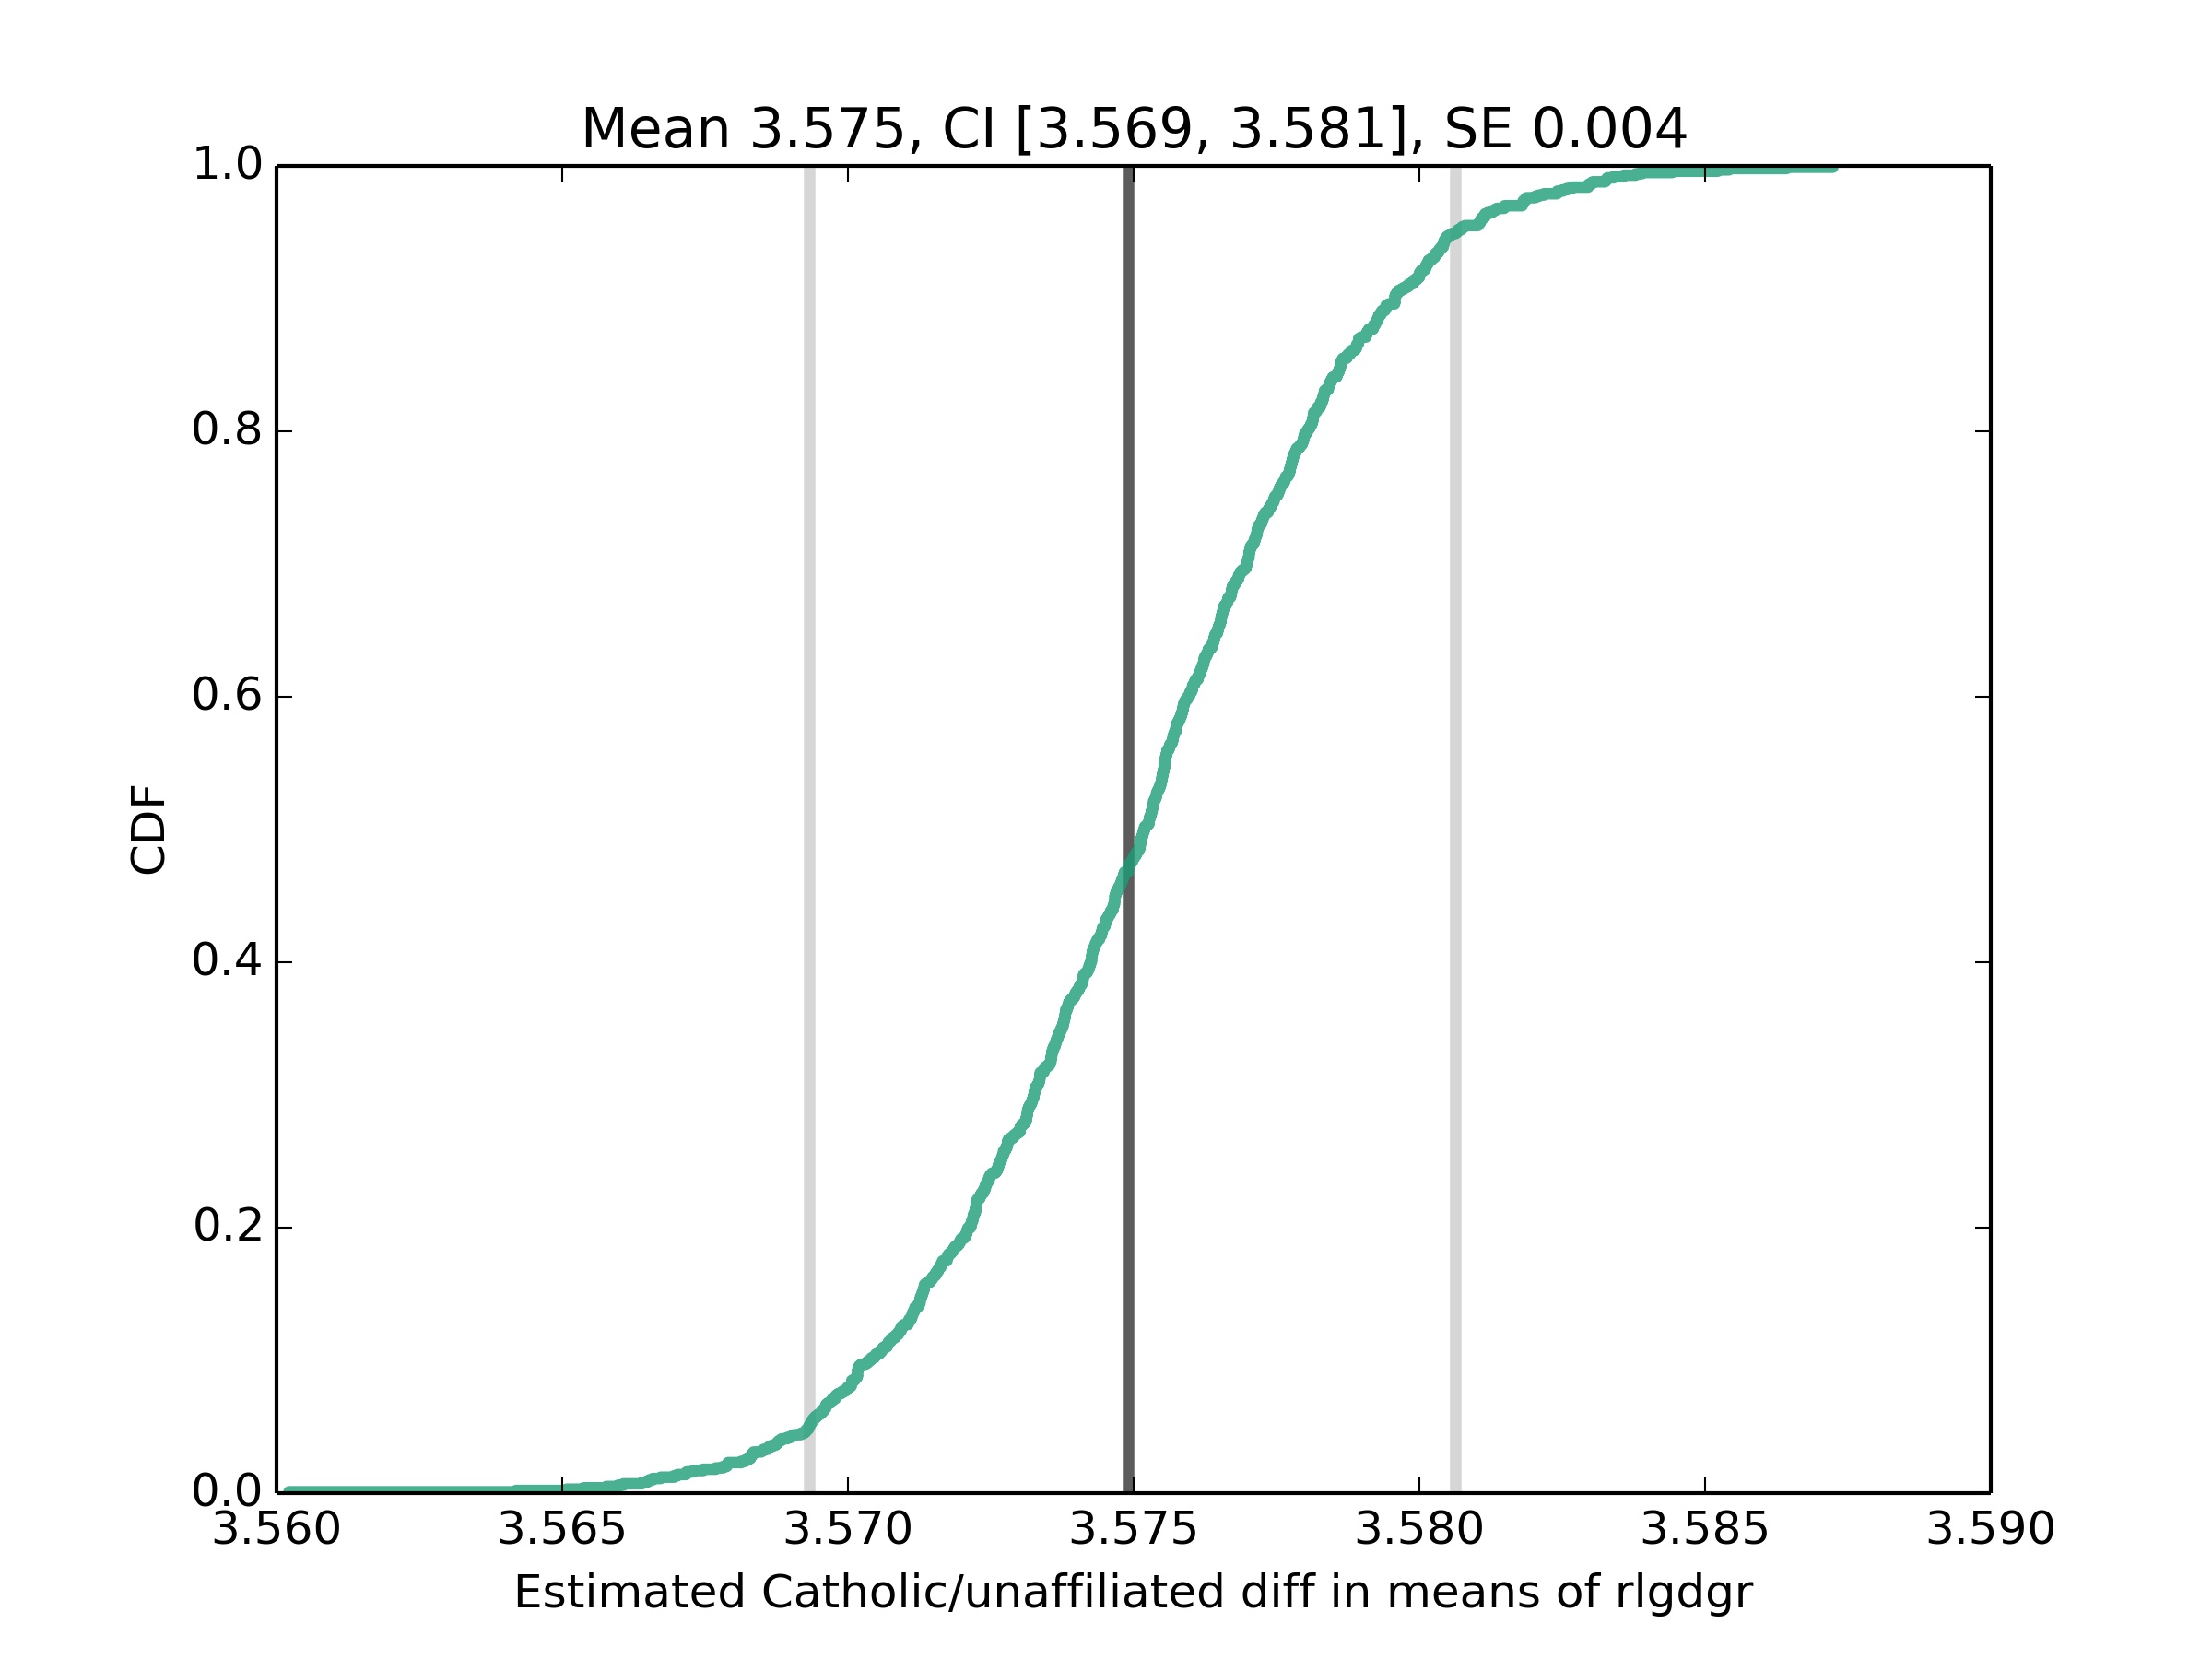 Mean 3.575, CI [3.569, 3.581], SE 0.004
1.0
0.8
0.6
0.4
0.2
0.0
CDF
3.560 3.565 3.570 3.575 3.580 3.585 3.590
Estimated Catholic/unaffiliated diff in means of rlgdgr